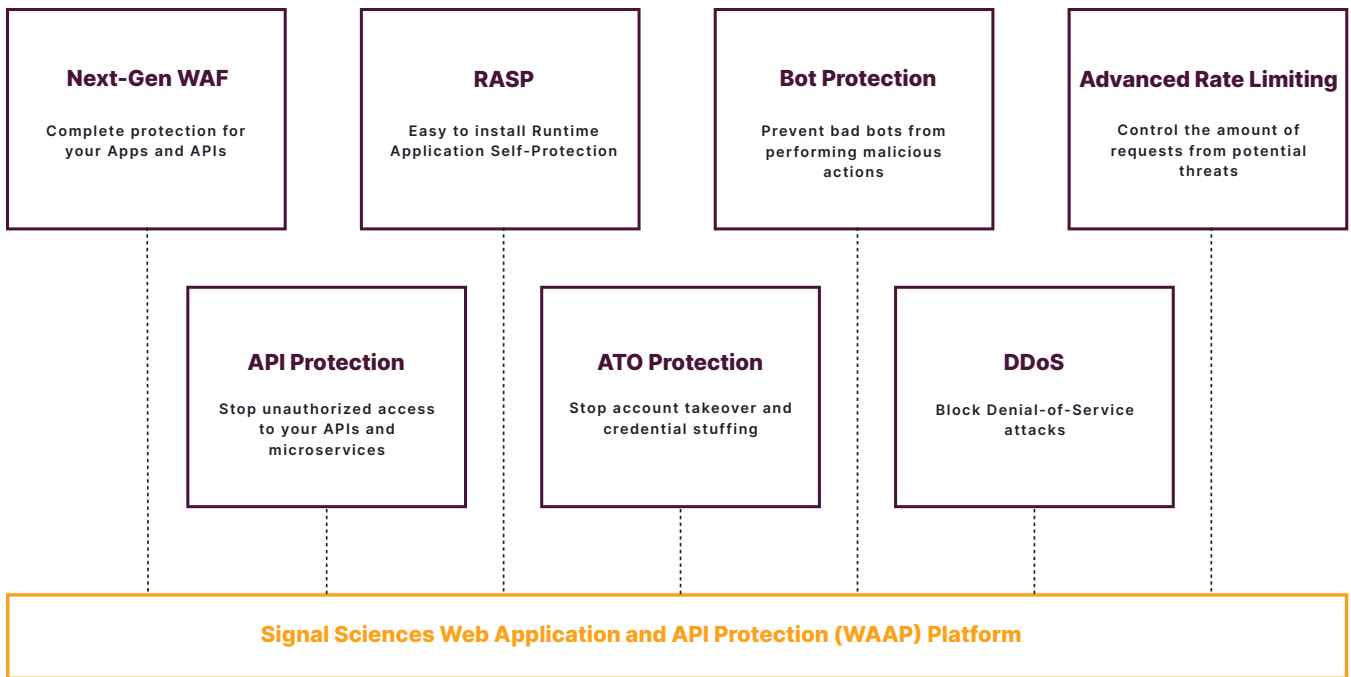 Next-Gen WAF
Complete protection for
your Apps and APIs
RASP
Easy to install Runtime
Application Self-Protection
Bot Protection
Prevent bad bots from
performing malicious
actions
Advanced Rate Limiting
Control the amount of
requests from potential
threats
API Protection
Stop unauthorized access
to your APIs and
microservices
ATO Protection
Stop account takeover and
credential stuffing
DDoS
Block Denial-of-Service
attacks
Signal Sciences Web Application and API Protection (WAAP) Platform